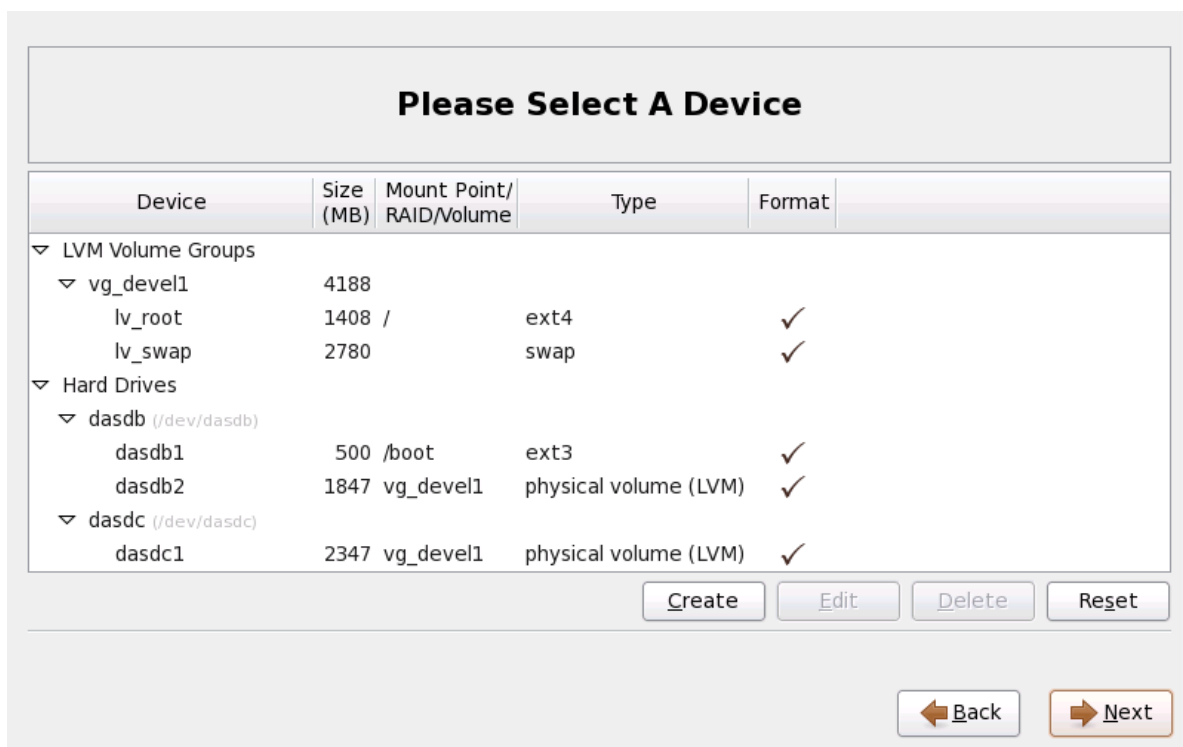 Please Select A Device
Device Size (MB) Mount Point/ RAID/Volume Type Format
LVM Volume Groups
vg_devel1 4188
lv_root 1408 / ext4
lv_swap 2780 swap
Hard Drives
dasdb (/dev/dasdb)
dasdb1 500 /boot ext3
dasdb2 1847 vg_devel1 physical volume (LVM)
dasdc (/dev/dasdc)
dasdc1 2347 vg_devel1 physical volume (LVM)
Create Edit Delete Reset
Back Next